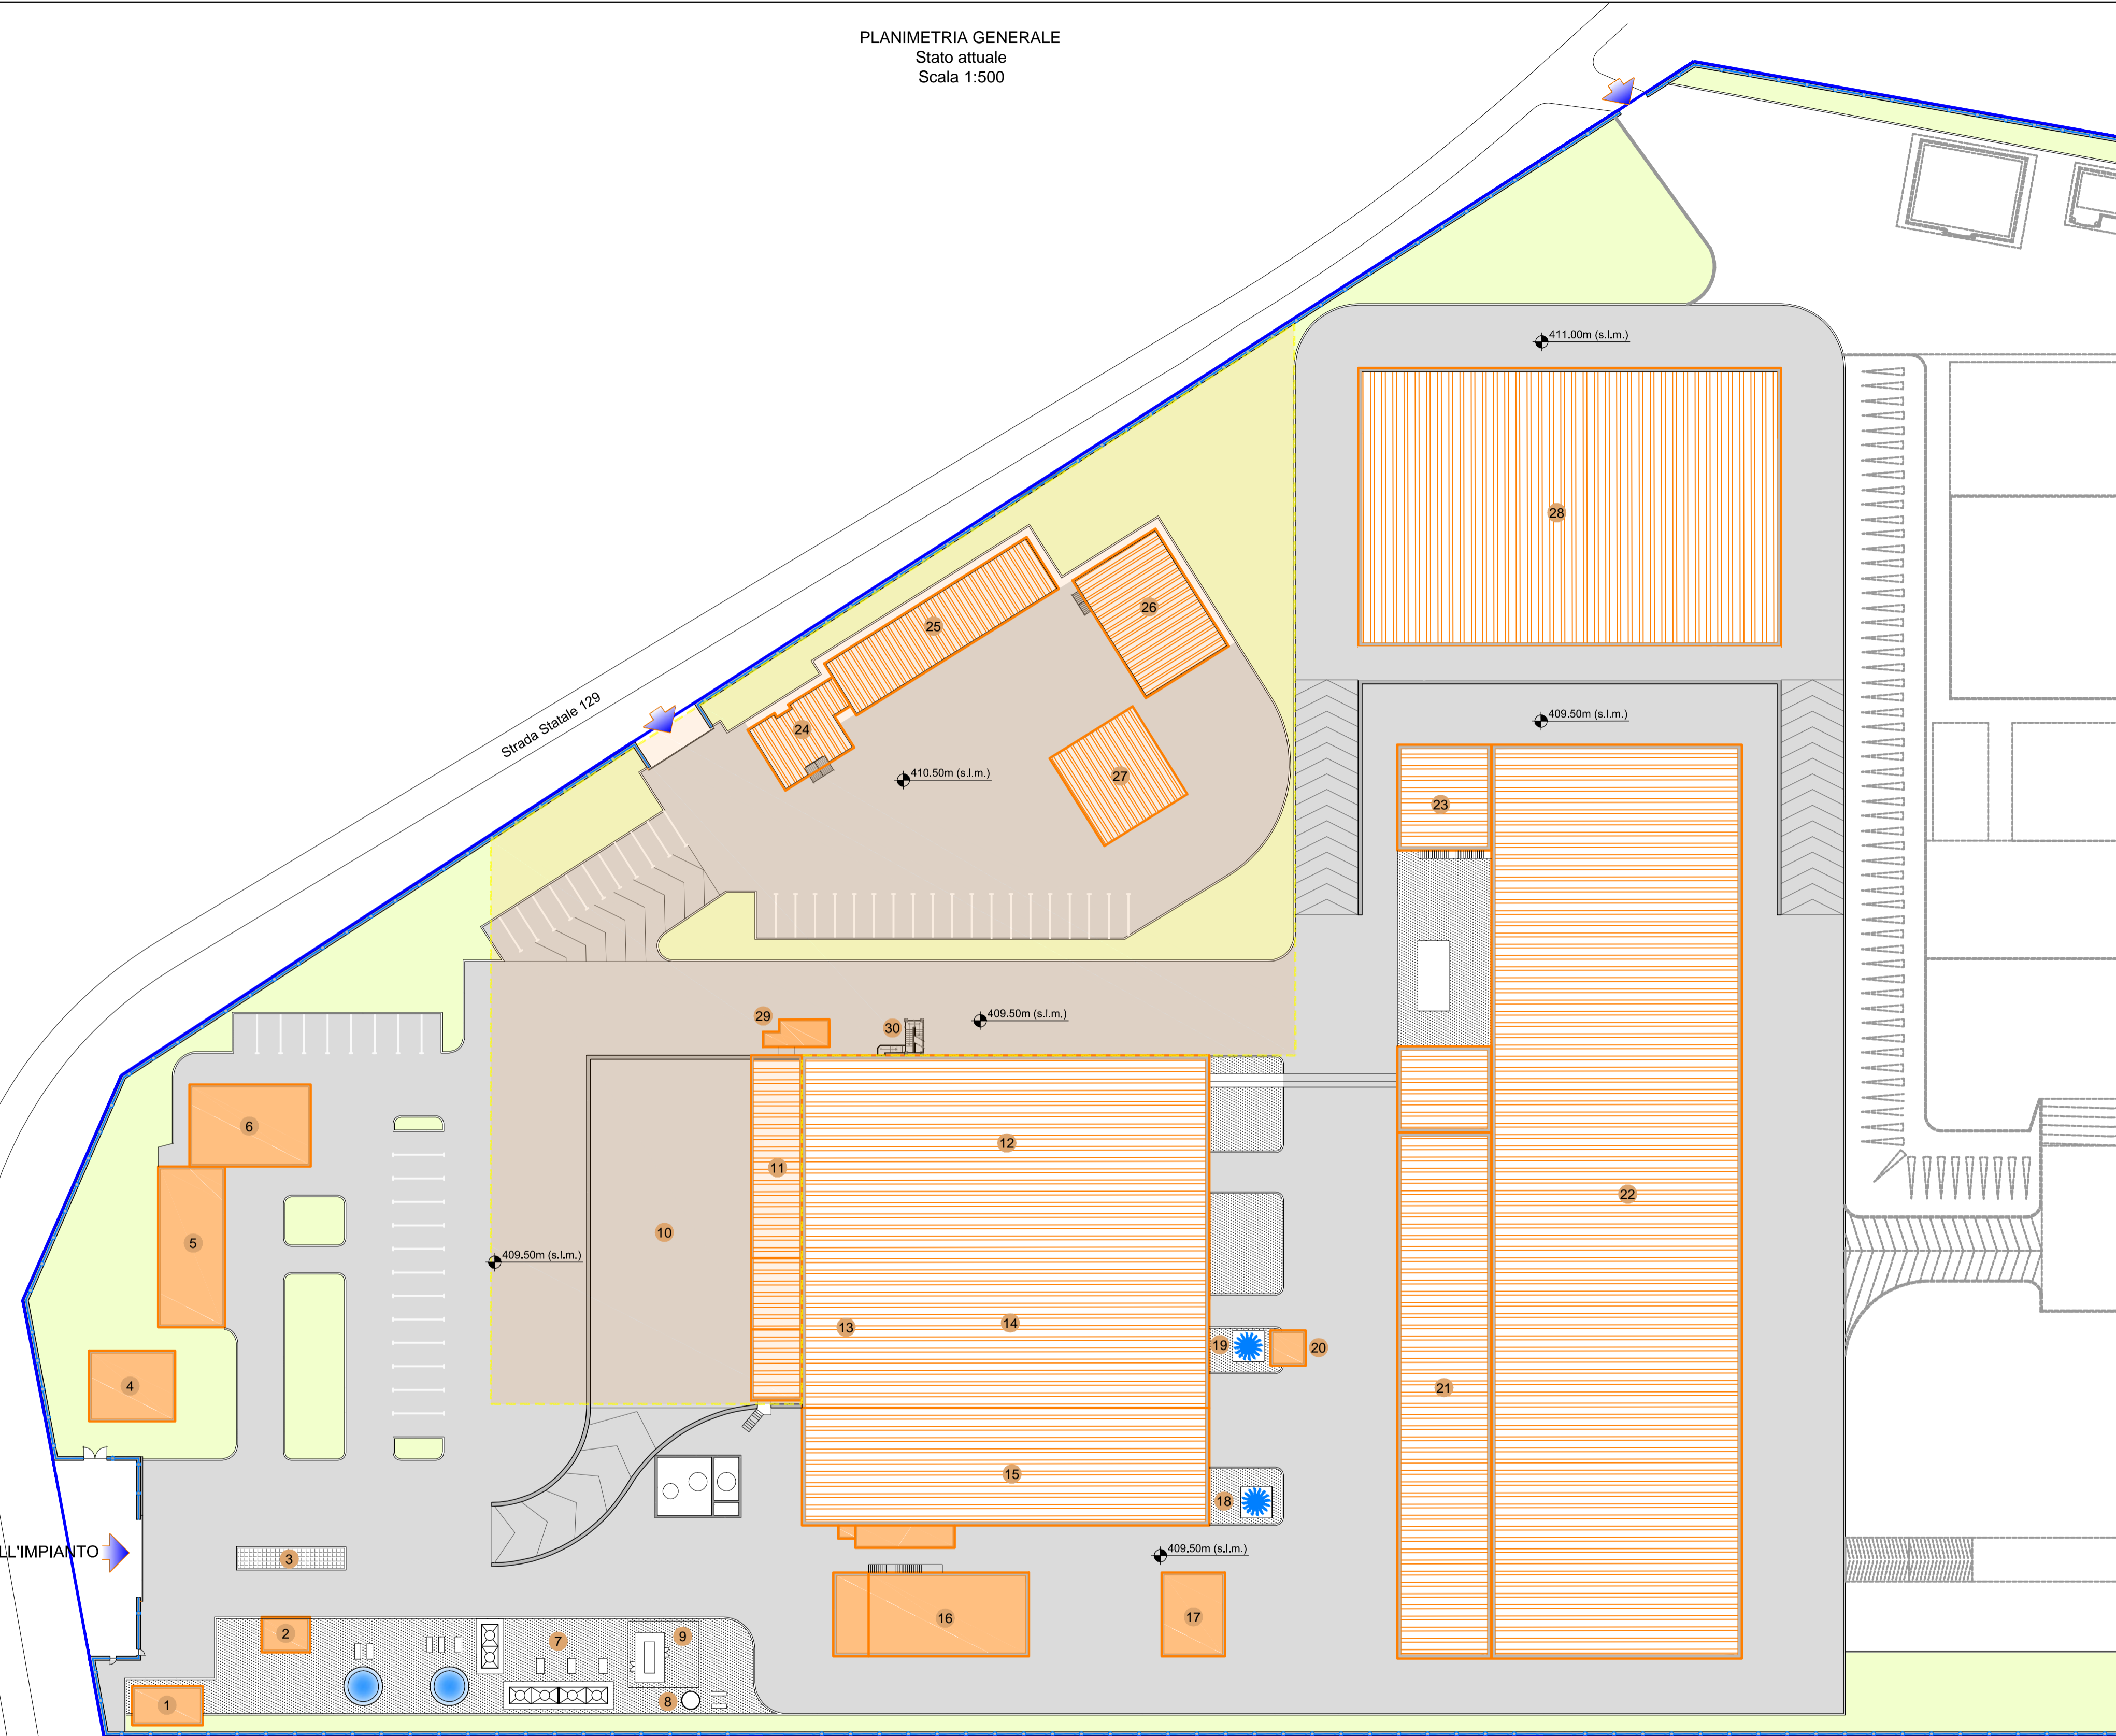 PLANIMETRIA GENERALE
Stato attuale
Scala 1:500
411.00m (s.l.m.)
28
26
25
Strada Statale 129
409.50m (s.l.m.)
24
27
410.50m (s.l.m.)
23
29
30
409.50m (s.l.m.)
6
12
11
22
10
5
409.50m (s.l.m.)
13
14
19
20
4
21
15
18
LL'IMPIANTO
3
409.50m (s.l.m.)
16
17
2
7
9
1
8